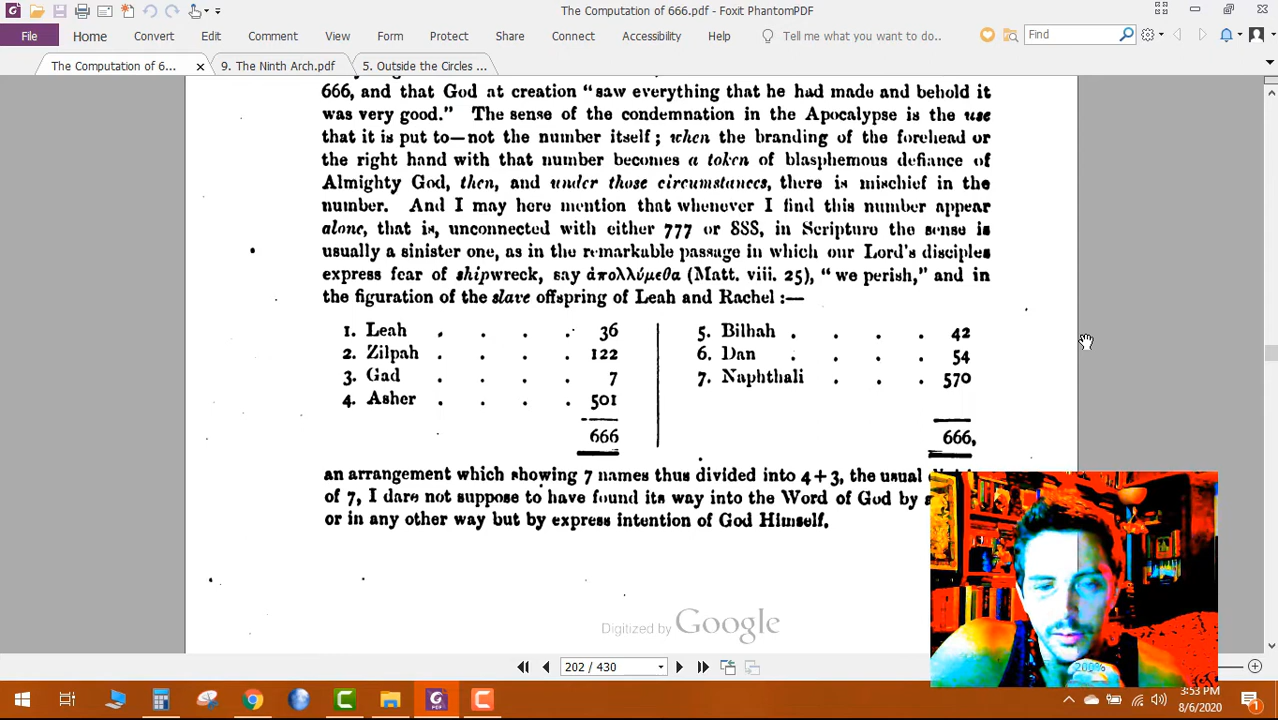 The Computation of 666.pdf - Foxit PhantomPDF
File Home Convert Edit Comment View Form Protect Share Connect Accessibility Help Tell me what you want to do.. Find
The Computation of 6... × 9. The Ninth Arch.pdf 5. Outside the Circles ...
666, and that God at creation “saw everything that he had made and behold it
was very good.” The sense of the condemnation in the Apocalypse is the use
that it is put to—not the number itself; when the branding of the forehead or
the right hand with that number becomes a token of blasphemous defiance of
Almighty God, then, and under those circumstances, there is mischief in the
number. And I may here mention that whenever I find this number appear
alone, that is, unconnected with either 777 or 888, in Scripture the sense is
usually a sinister one, as in the remarkable passage in which our Lord’s disciples
express fear of shipwreck, say ἀπολλύμεθα (Matt. viii. 25), “we perish,” and in
the figuration of the slave offspring of Leah and Rachel :—
1. Leah . . . . 36
2. Zilpah . . . . 122
3. Gad . . . . 7
4. Asher . . . . 501
666
5. Bilhah . . . . 42
6. Dan . . . . 54
7. Naphthali . . . 570
666,
an arrangement which showing 7 names thus divided into 4+3, the usual
of 7, I dare not suppose to have found its way into the Word of God by
or in any other way but by express intention of God Himself.
Digitized by Google
202 / 430
200%
3:53 PM
8/6/2020